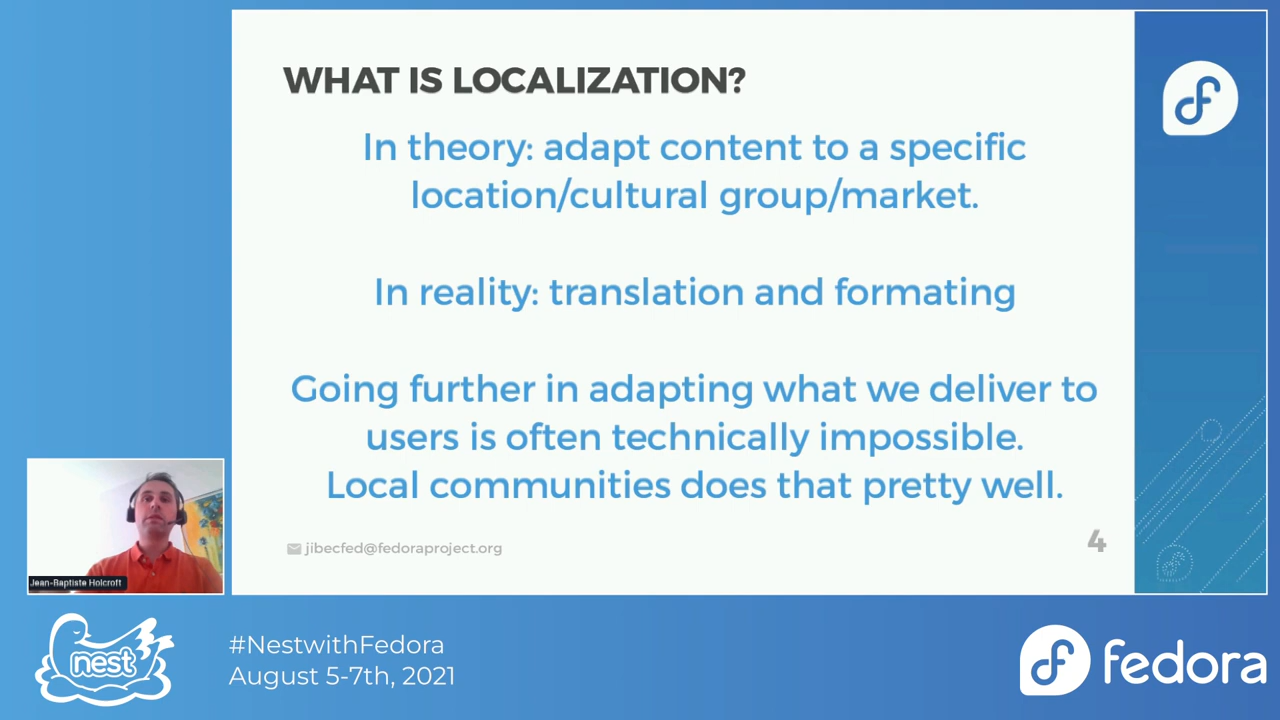 WHAT IS LOCALIZATION?
In theory: adapt content to a specific
location/cultural group/market.
In reality: translation and formating
Going further in adapting what we deliver to
users is often technically impossible.
Local communities does that pretty well.
jibecfed@fedoraproject.org
4
Jean-Baptiste Holcroft
nest
#NestwithFedora
August 5-7th, 2021
fedora